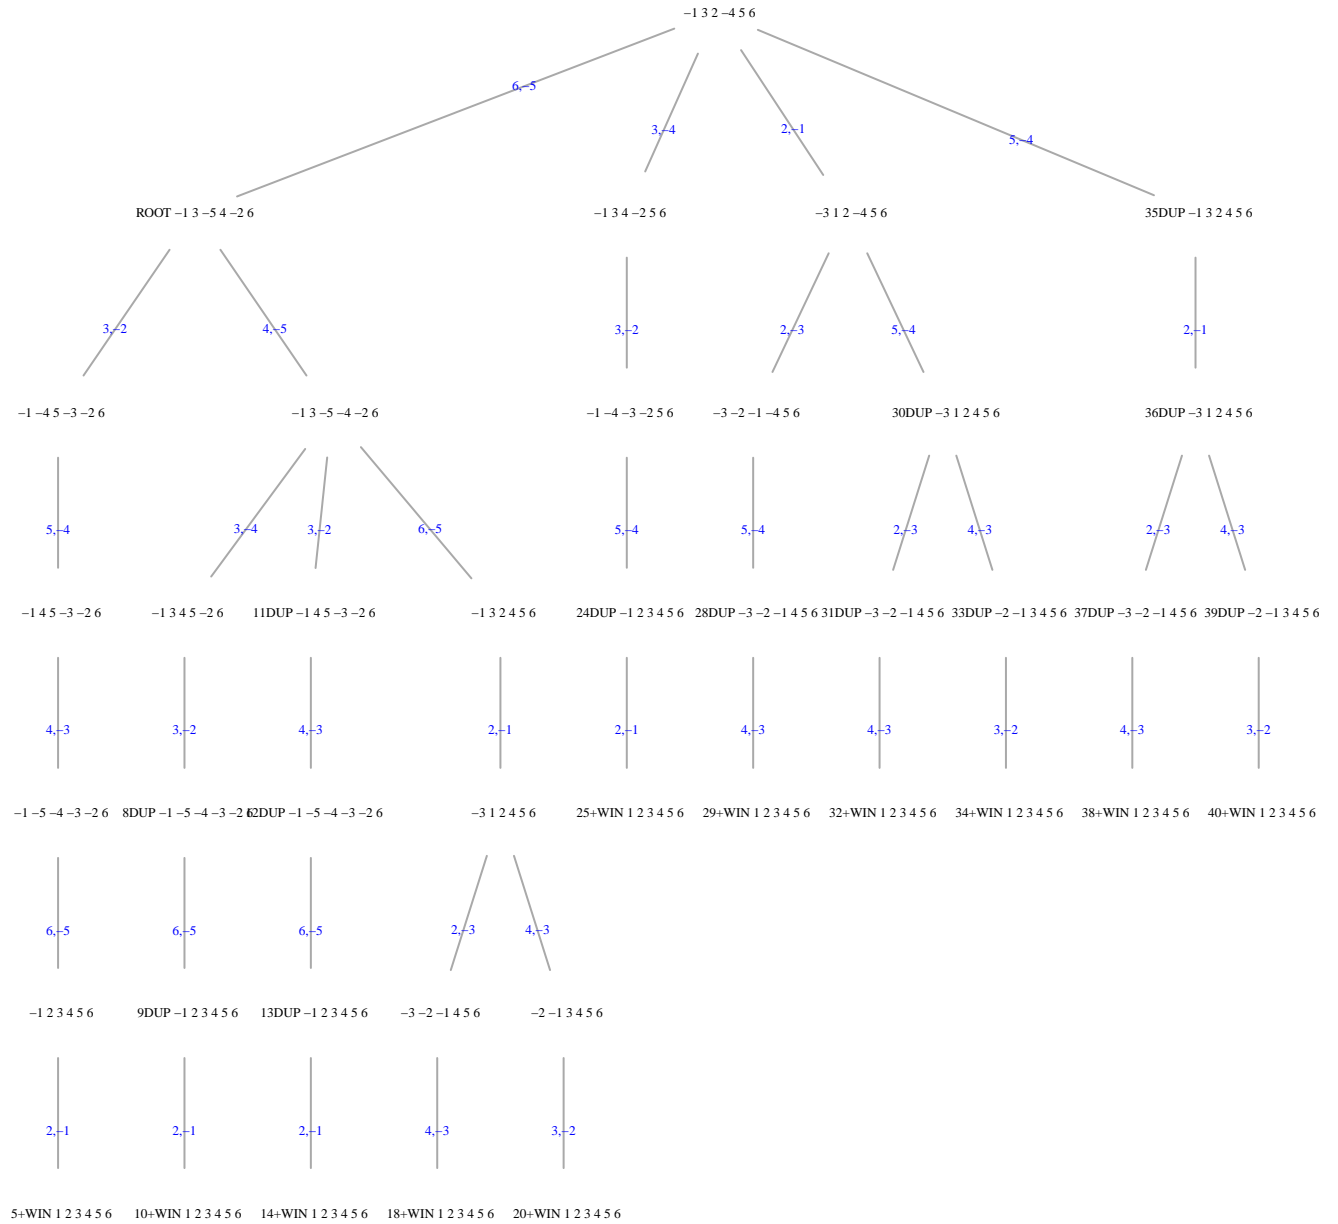 −1 3 2 −4 5 6
6,−5
3,−4
2,−1
5,−4
ROOT −1 3 −5 4 −2 6
−1 3 4 −2 5 6
−3 1 2 −4 5 6
35DUP −1 3 2 4 5 6
3,−2
4,−5
3,−2
2,−3
5,−4
2,−1
−1 −4 5 −3 −2 6
−1 3 −5 −4 −2 6
−1 −4 −3 −2 5 6
−3 −2 −1 −4 5 6
30DUP −3 1 2 4 5 6
36DUP −3 1 2 4 5 6
5,−4
3,−4
3,−2
6,−5
5,−4
5,−4
2,−3
4,−3
2,−3
4,−3
−1 4 5 −3 −2 6
−1 3 4 5 −2 6
11DUP −1 4 5 −3 −2 6
−1 3 2 4 5 6
24DUP −1 2 3 4 5 6
28DUP −3 −2 −1 4 5 6
31DUP −3 −2 −1 4 5 6
33DUP −2 −1 3 4 5 6
37DUP −3 −2 −1 4 5 6
39DUP −2 −1 3 4 5 6
4,−3
3,−2
4,−3
2,−1
2,−1
4,−3
4,−3
3,−2
4,−3
3,−2
−1 −5 −4 −3 −2 6
8DUP −1 −5 −4 −3 −2 6
12DUP −1 −5 −4 −3 −2 6
−3 1 2 4 5 6
25+WIN 1 2 3 4 5 6
29+WIN 1 2 3 4 5 6
32+WIN 1 2 3 4 5 6
34+WIN 1 2 3 4 5 6
38+WIN 1 2 3 4 5 6
40+WIN 1 2 3 4 5 6
6,−5
6,−5
6,−5
2,−3
4,−3
−1 2 3 4 5 6
9DUP −1 2 3 4 5 6
13DUP −1 2 3 4 5 6
−3 −2 −1 4 5 6
−2 −1 3 4 5 6
2,−1
2,−1
2,−1
4,−3
3,−2
5+WIN 1 2 3 4 5 6
10+WIN 1 2 3 4 5 6
14+WIN 1 2 3 4 5 6
18+WIN 1 2 3 4 5 6
20+WIN 1 2 3 4 5 6